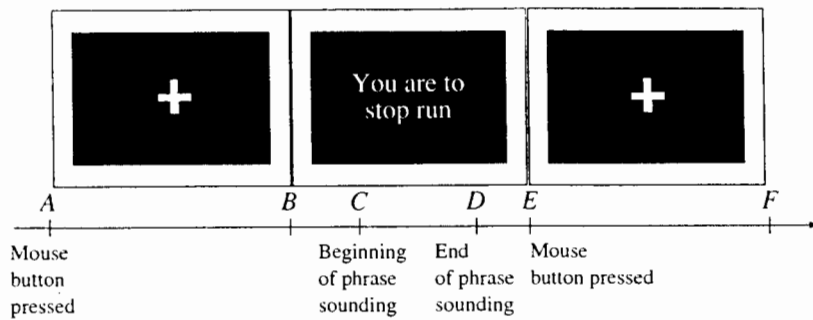 You are to
stop run
A B C D E F
Mouse
button
pressed
Beginning
of phrase
sounding
End
of phrase
sounding
Mouse
button pressed